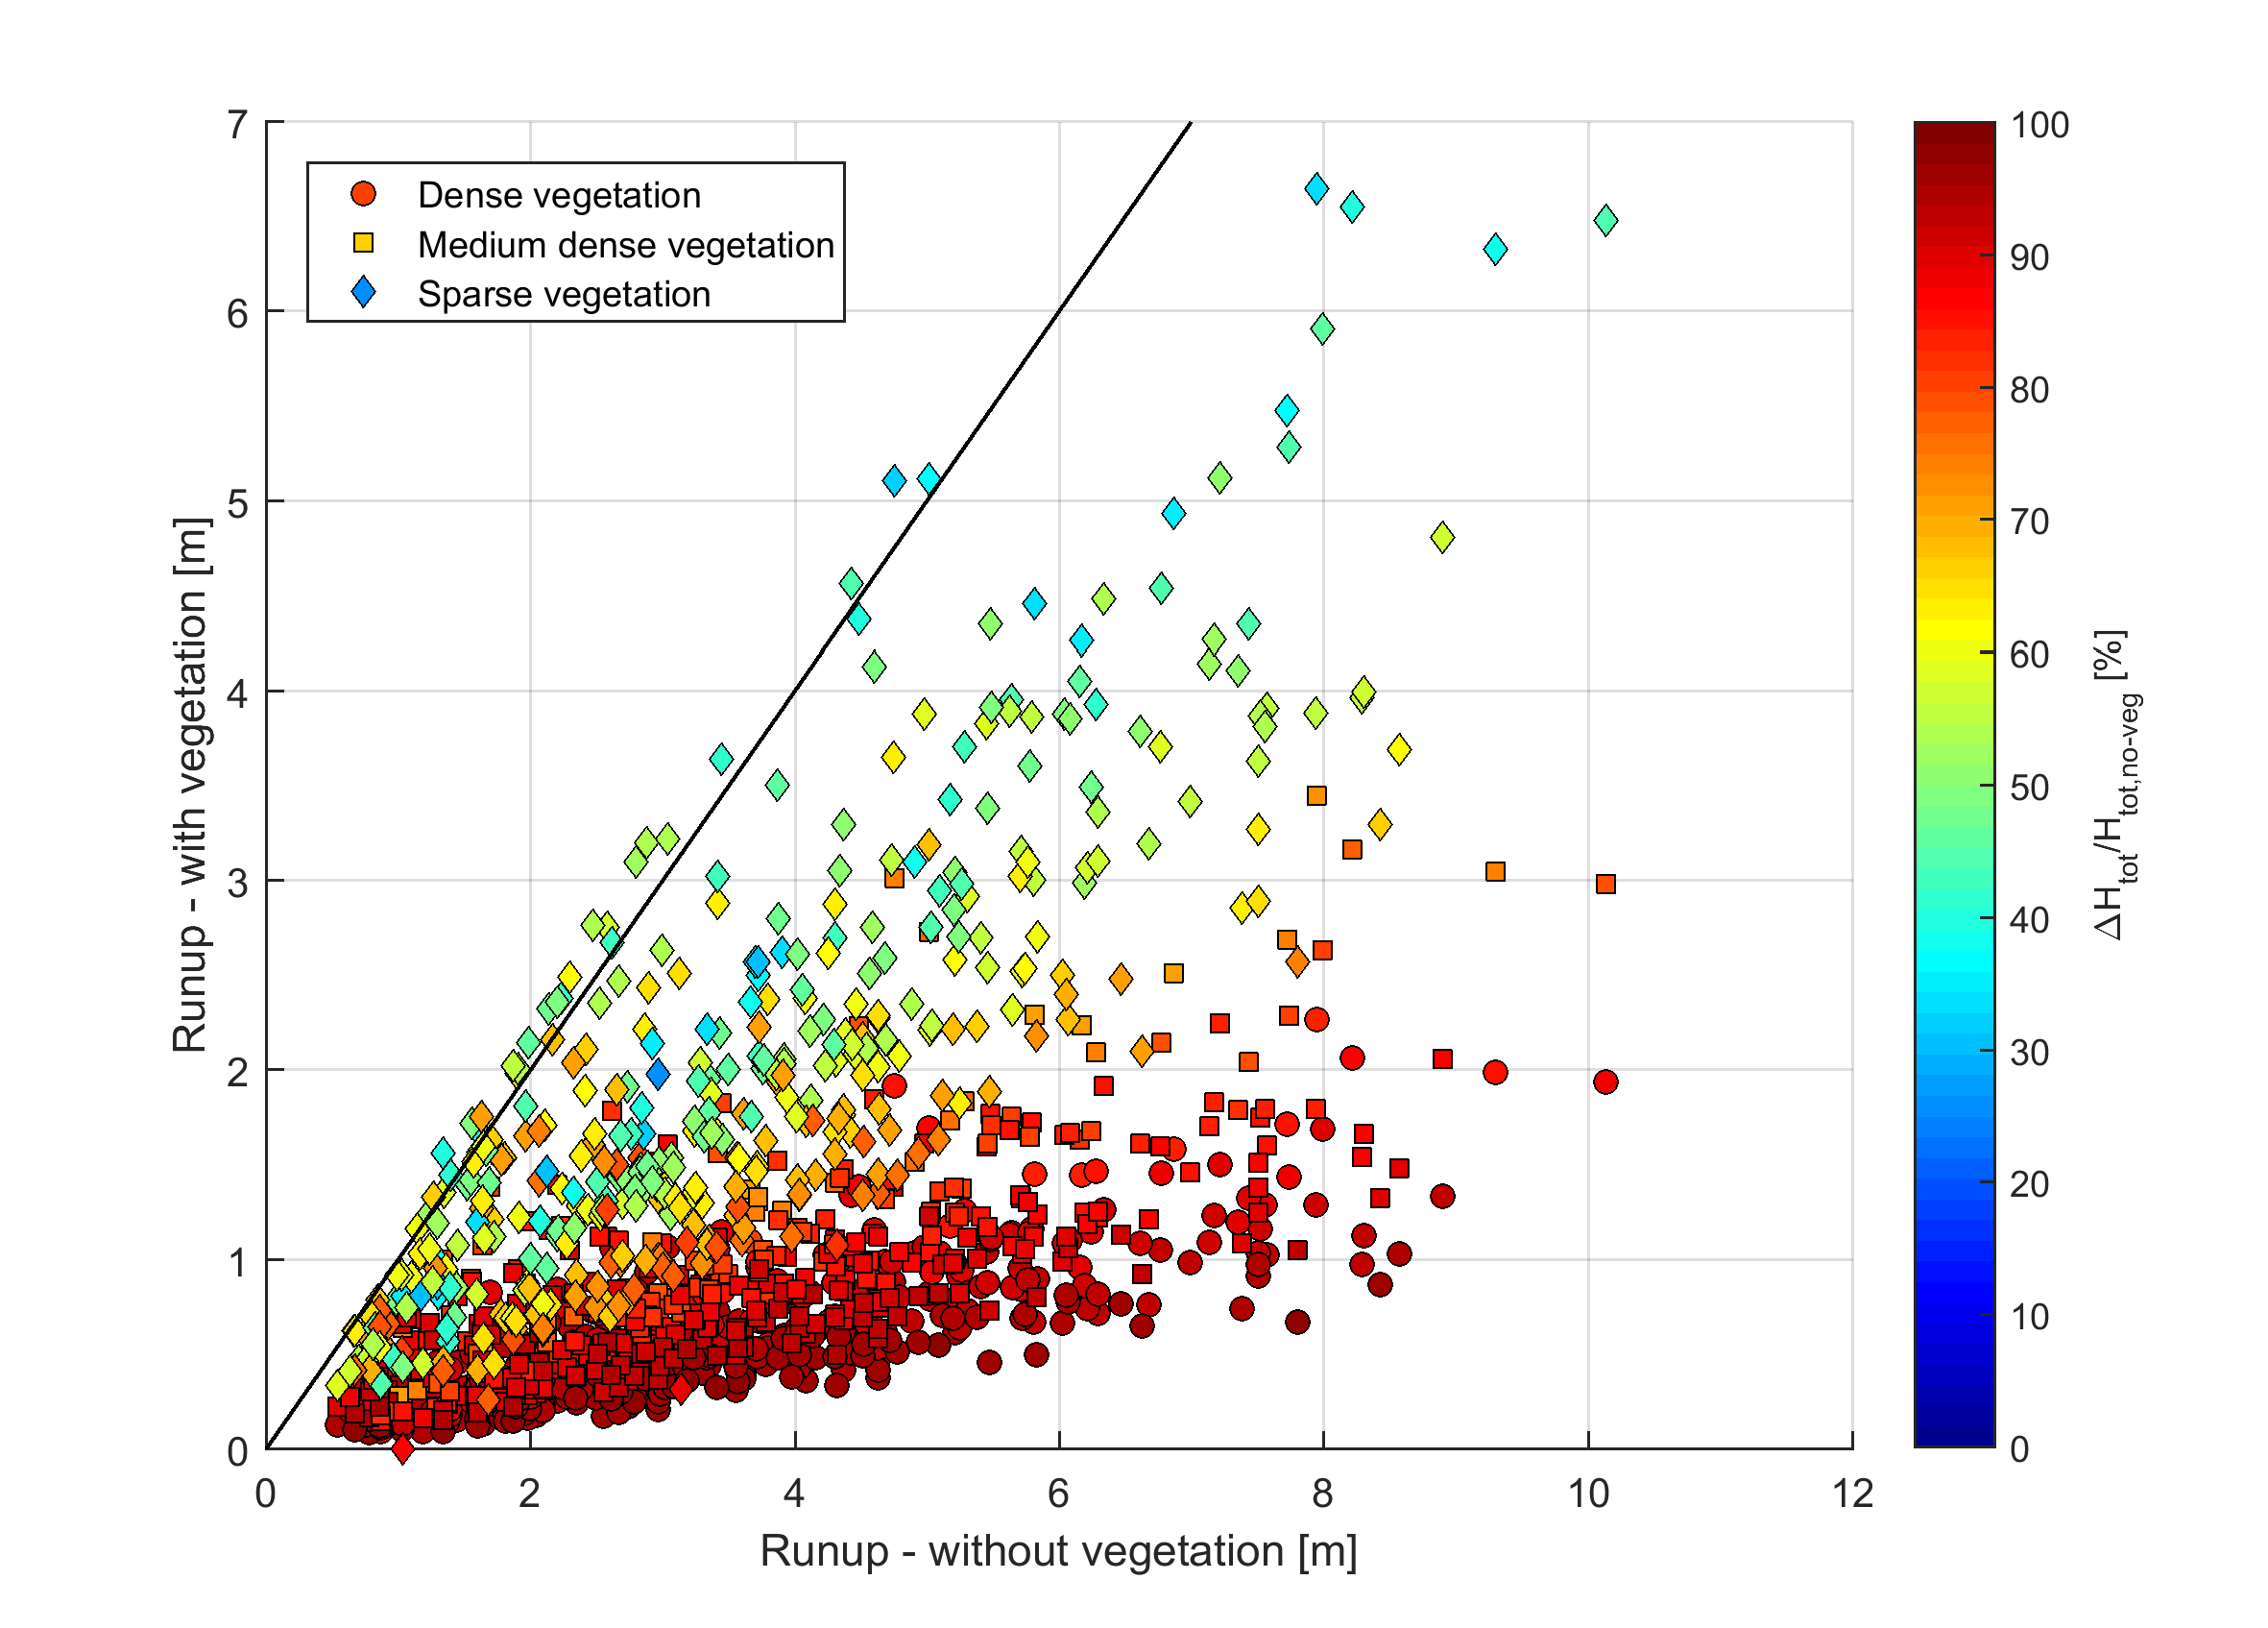 Dense vegetation
Medium dense vegetation
Sparse vegetation
7
6
5
4
3
2
1
0
0 2 4 6 8 10 12
Runup - with vegetation [m]
Runup - without vegetation [m]
100
90
80
70
60
50
40
30
20
10
0
ΔH_tot/H_tot,no-veg [%]